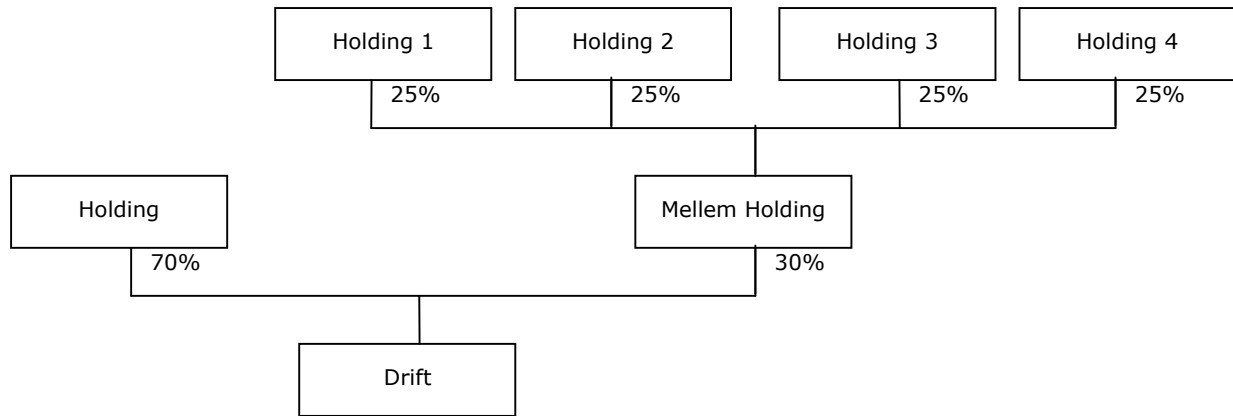 Holding 1
Holding 2
Holding 3
Holding 4
25%
25%
25%
25%
Holding
Mellem Holding
70%
30%
Drift